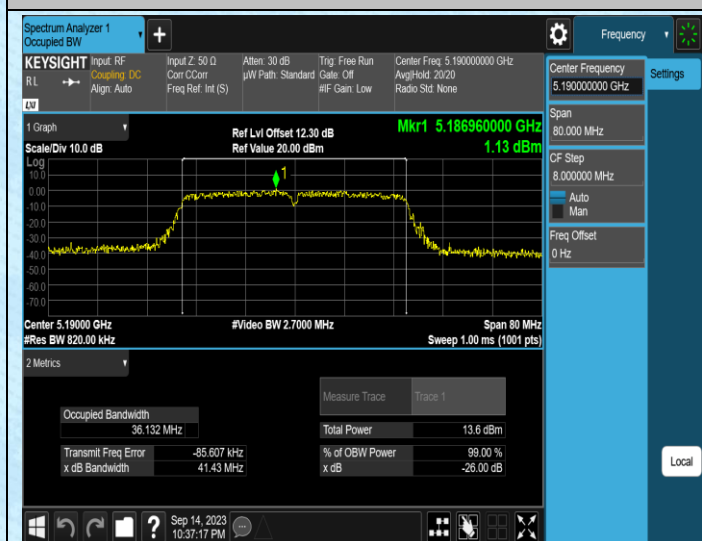 Spectrum Analyzer 1
Occupied BW
Frequency
KEYSIGHT
R L
LXI
Input: RF
Coupling: DC
Align: Auto
Input Z: 50 Ω
Corr CCorr
Freq Ref: Int (S)
Atten: 30 dB
µW Path: Standard
Trig: Free Run
Gate: Off
#IF Gain: Low
Center Freq: 5.190000000 GHz
Avg|Hold: 20/20
Radio Std: None
Center Frequency
5.190000000 GHz
Settings
Span
80.000 MHz
CF Step
8.000000 MHz
Auto
Man
Freq Offset
0 Hz
1 Graph
Scale/Div 10.0 dB
Ref Lvl Offset 12.30 dB
Ref Value 20.00 dBm
Mkr1 5.186960000 GHz
1.13 dBm
Log
10.0
0.00
-10.0
-20.0
-30.0
-40.0
-50.0
-60.0
-70.0
1
Center 5.19000 GHz
#Res BW 820.00 kHz
#Video BW 2.7000 MHz
Span 80 MHz
Sweep 1.00 ms (1001 pts)
2 Metrics
Measure Trace Trace 1
Occupied Bandwidth
36.132 MHz
Total Power 13.6 dBm
Transmit Freq Error -85.607 kHz
% of OBW Power 99.00 %
x dB Bandwidth 41.43 MHz
x dB -26.00 dB
Local
Sep 14, 2023
10:37:17 PM